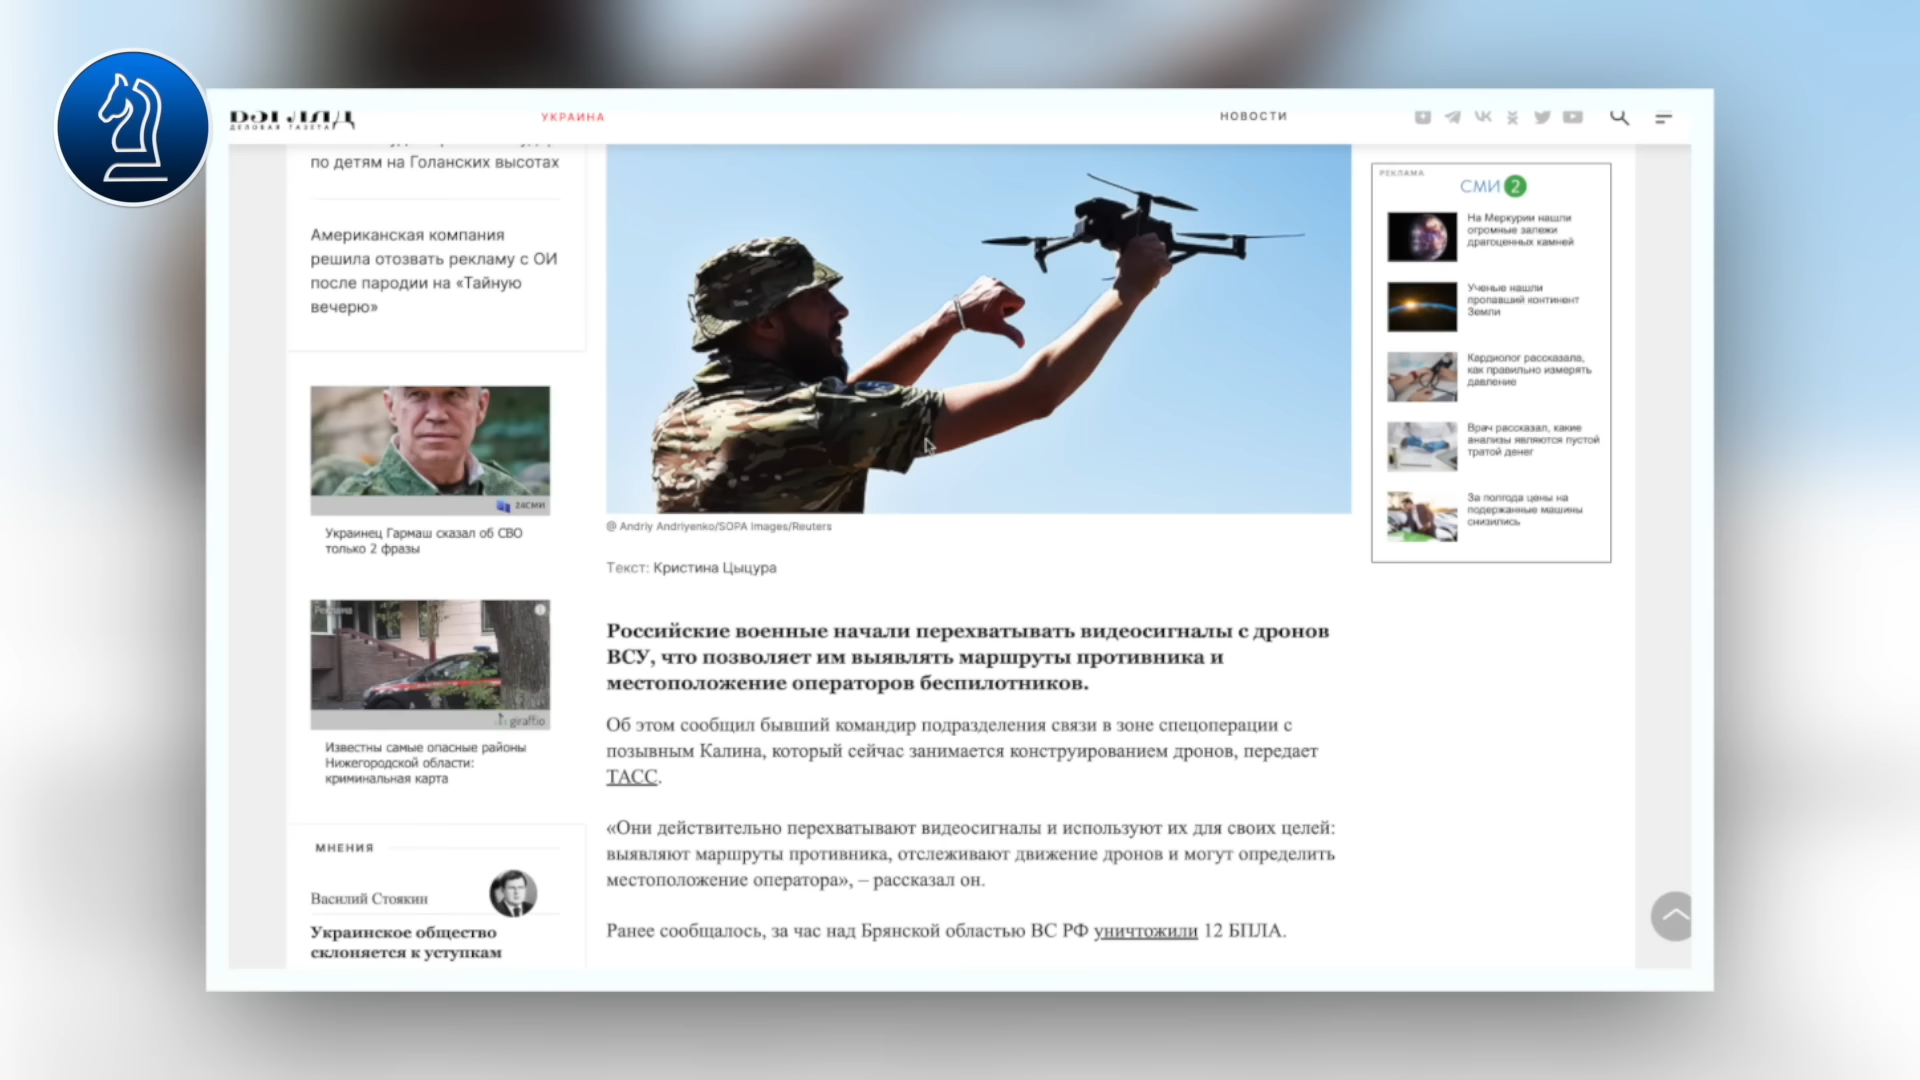 ВЗГЛЯД
ДЕЛОВАЯ ГАЗЕТА
УКРАИНА
НОВОСТИ
по детям на Голанских высотах
Американская компания
решила отозвать рекламу с ОИ
после пародии на «Тайную
вечерю»
24СМИ
Украинец Гармаш сказал об СВО
только 2 фразы
Реклама
giraff.io
Известны самые опасные районы
Нижегородской области:
криминальная карта
МНЕНИЯ
Василий Стоякин
Украинское общество
склоняется к уступкам
@ Andriy Andriyenko/SOPA Images/Reuters
Текст: Кристина Цыцура
Российские военные начали перехватывать видеосигналы с дронов
ВСУ, что позволяет им выявлять маршруты противника и
местоположение операторов беспилотников.
Об этом сообщил бывший командир подразделения связи в зоне спецоперации с
позывным Калина, который сейчас занимается конструированием дронов, передает
ТАСС.
«Они действительно перехватывают видеосигналы и используют их для своих целей:
выявляют маршруты противника, отслеживают движение дронов и могут определить
местоположение оператора», – рассказал он.
Ранее сообщалось, за час над Брянской областью ВС РФ уничтожили 12 БПЛА.
РЕКЛАМА
СМИ2
На Меркурии нашли
огромные залежи
драгоценных камней
Ученые нашли
пропавший континент
Земли
Кардиолог рассказала,
как правильно измерять
давление
Врач рассказал, какие
анализы являются пустой
тратой денег
За полгода цены на
подержанные машины
снизились